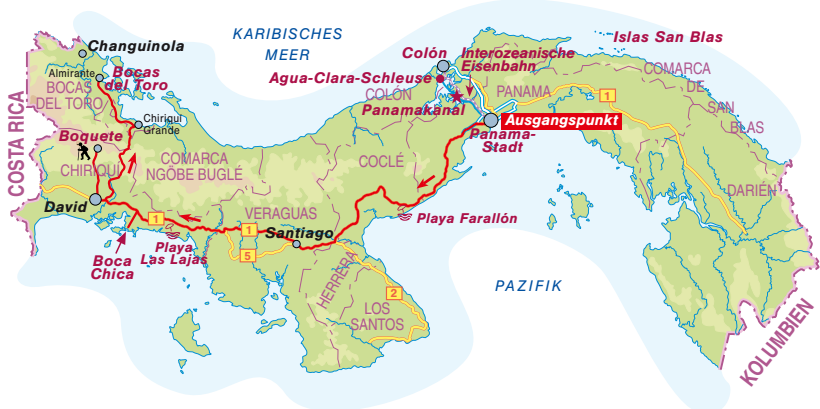 KARIBISCHES
MEER
Islas San Blas
Changuinola
Colón
Interozeanische
Eisenbahn
Almirante
Bocas
del Toro
Agua-Clara-Schleuse
COMARCA
DE
SAN
BLAS
BOCAS
DEL TORO
COLÓN
PANAMA
Panamakanal
1
COSTA RICA
Chiriquí
Grande
Ausgangspunkt
Panama-
Stadt
Boquete
COMARCA
NGÖBE BUGLÉ
COCLÉ
CHIRIQUÍ
DARIÉN
David
1
VERAGUAS
Playa Farallón
1
Santiago
Playa
Las Lajas
Boca
Chica
5
HERRERA
2
LOS
SANTOS
PAZIFIK
KOLUMBIEN